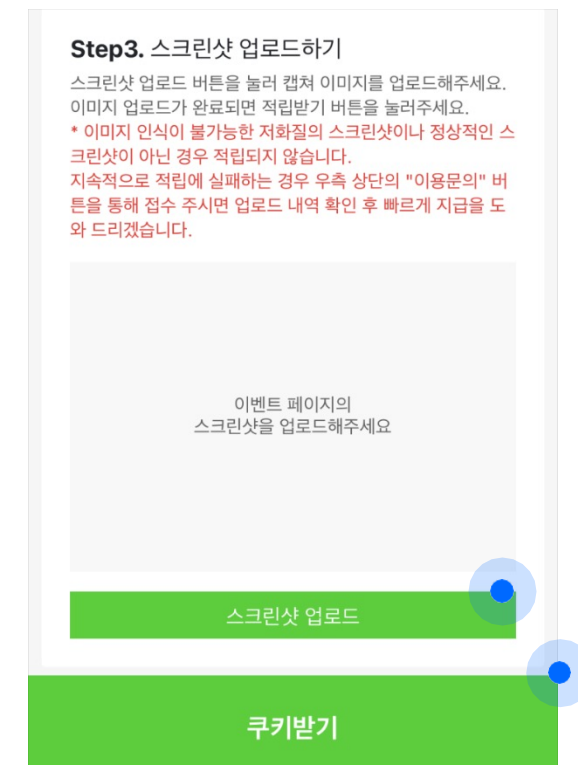 Step3. 스크린샷 업로드하기
스크린샷 업로드 버튼을 눌러 캡쳐 이미지를 업로드해주세요.
이미지 업로드가 완료되면 적립받기 버튼을 눌러주세요.
* 이미지 인식이 불가능한 저화질의 스크린샷이나 정상적인 스
크린샷이 아닌 경우 적립되지 않습니다.
지속적으로 적립에 실패하는 경우 우측 상단의 "이용문의" 버
튼을 통해 접수 주시면 업로드 내역 확인 후 빠르게 지급을 도
와 드리겠습니다.
이벤트 페이지의
스크린샷을 업로드해주세요
스크린샷 업로드
쿠키받기